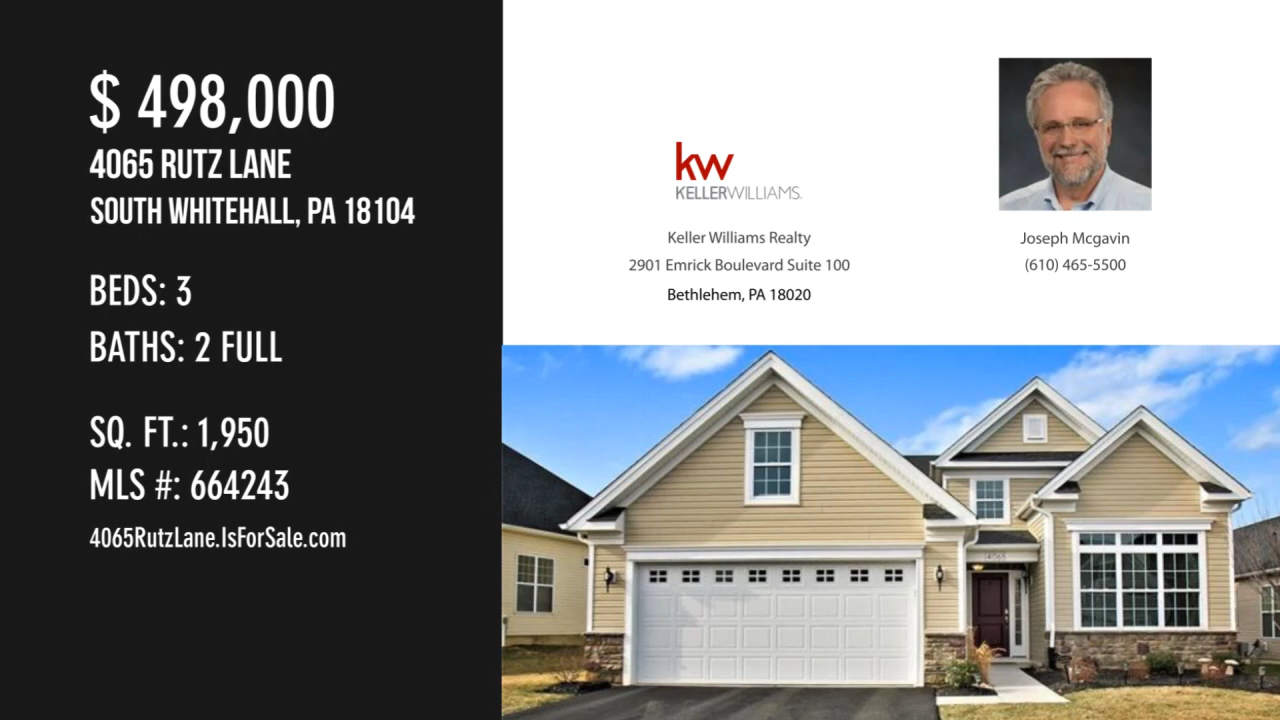 $ 498,000
4065 RUTZ LANE
SOUTH WHITEHALL, PA 18104
BEDS: 3
BATHS: 2 FULL
SQ. FT.: 1,950
MLS #: 664243
4065RutzLane.IsForSale.com
kw
KELLERWILLIAMS.
Keller Williams Realty
2901 Emrick Boulevard Suite 100
Bethlehem, PA 18020
Joseph Mcgavin
(610) 465-5500
4065